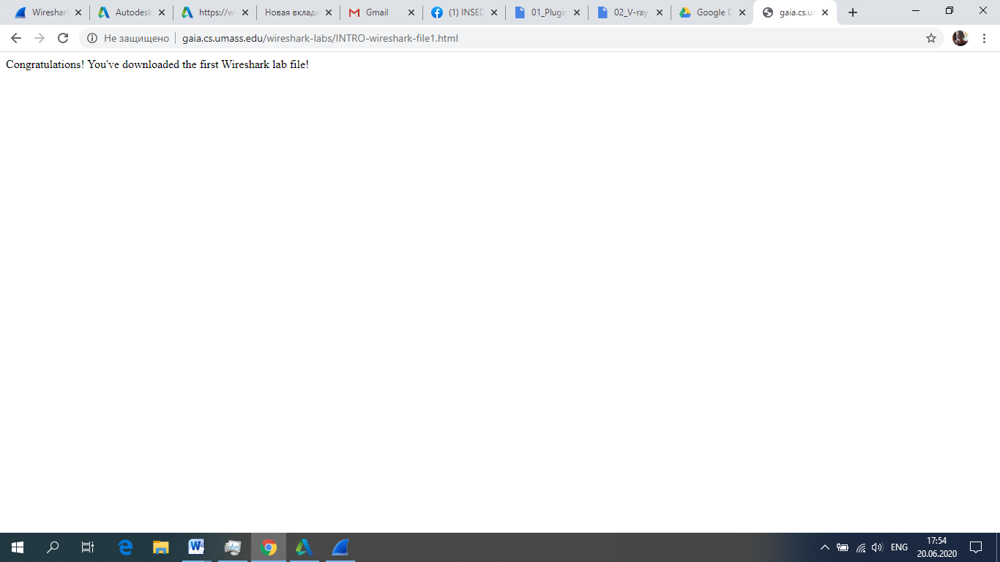 Wireshar
Autodesk
https://w
Новая вклад
Gmail
(1) INSED
01_Plugin
02_V-ray
Google D
gaia.cs.u
Не защищено
gaia.cs.umass.edu/wireshark-labs/INTRO-wireshark-file1.html
Congratulations! You've downloaded the first Wireshark lab file!
ENG
17:54
20.06.2020